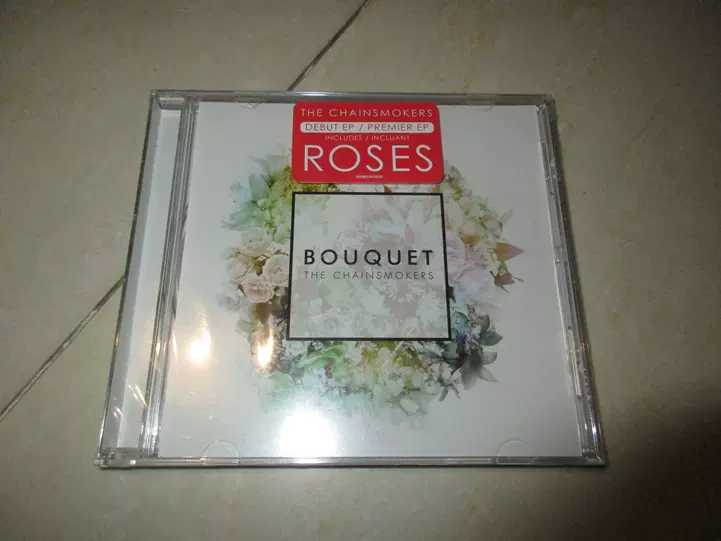 THE CHAINSMOKERS
DEBUT EP / PREMIER EP
INCLUDES / INCLUANT
ROSES
BOUQUET
THE CHAINSMOKERS